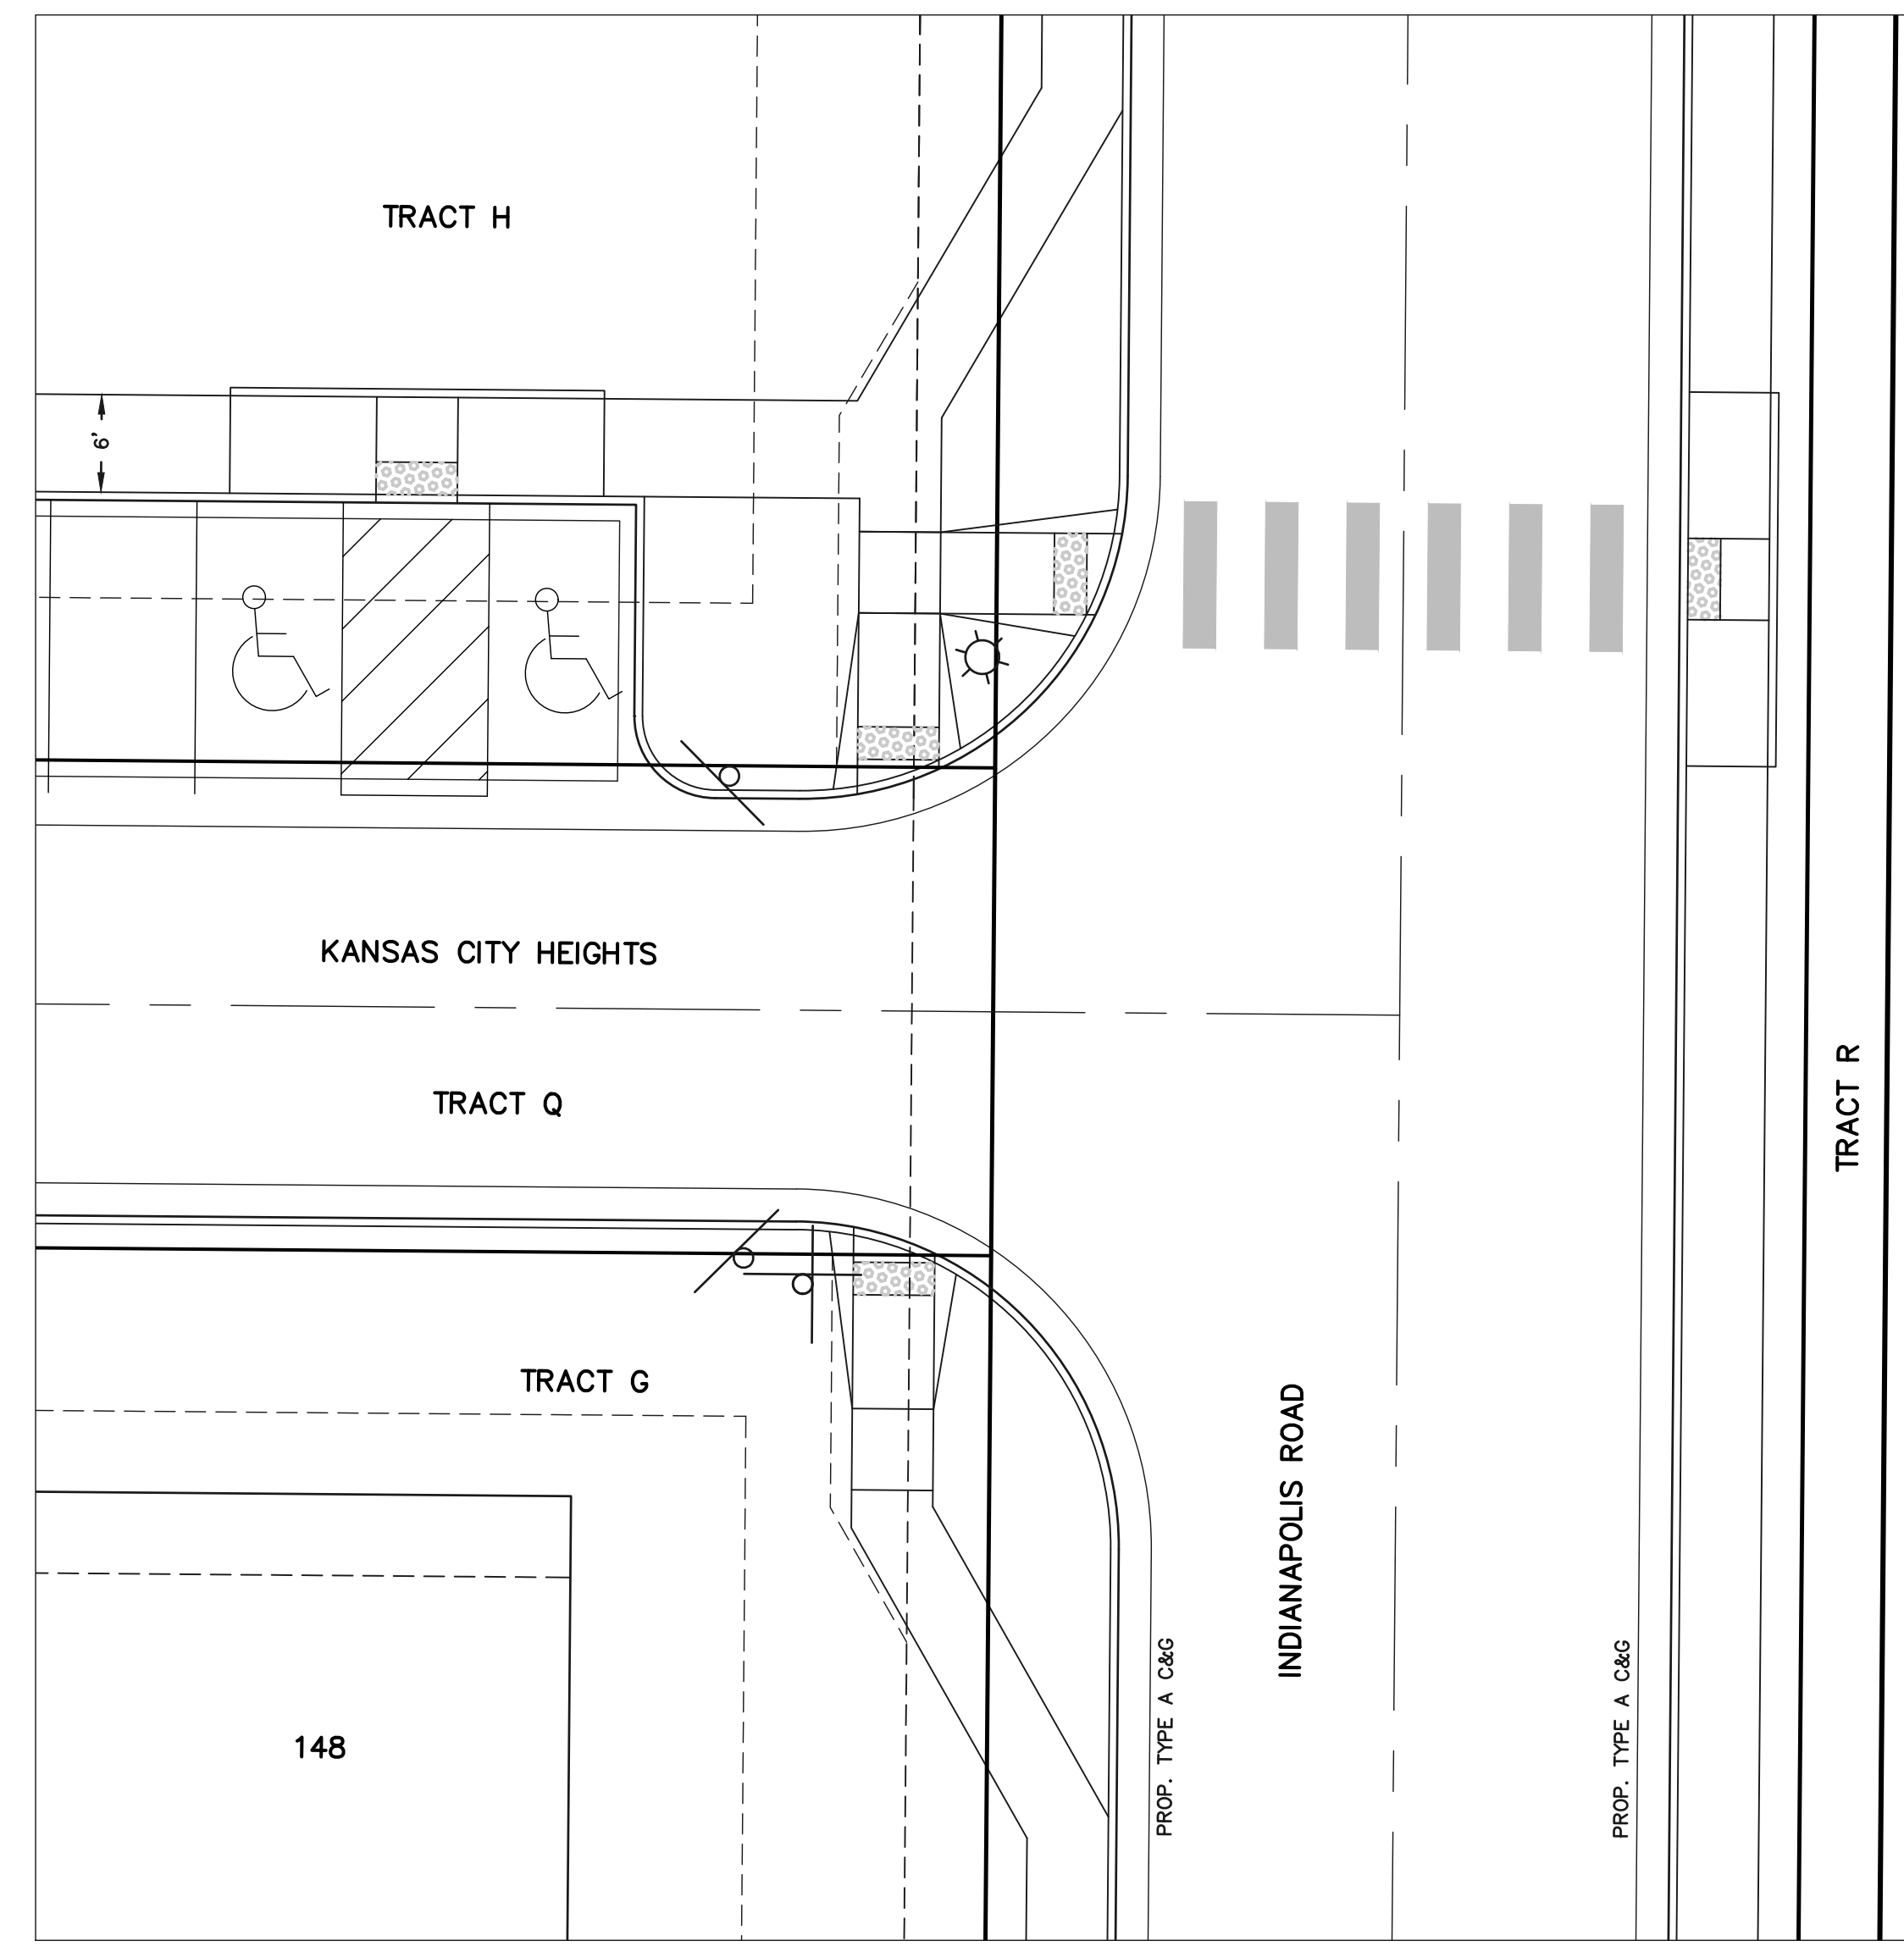 TRACT H
6'
KANSAS CITY HEIGHTS
TRACT Q
TRACT R
TRACT G
INDIANAPOLIS ROAD
PROP. TYPE A C&G
PROP. TYPE A C&G
148